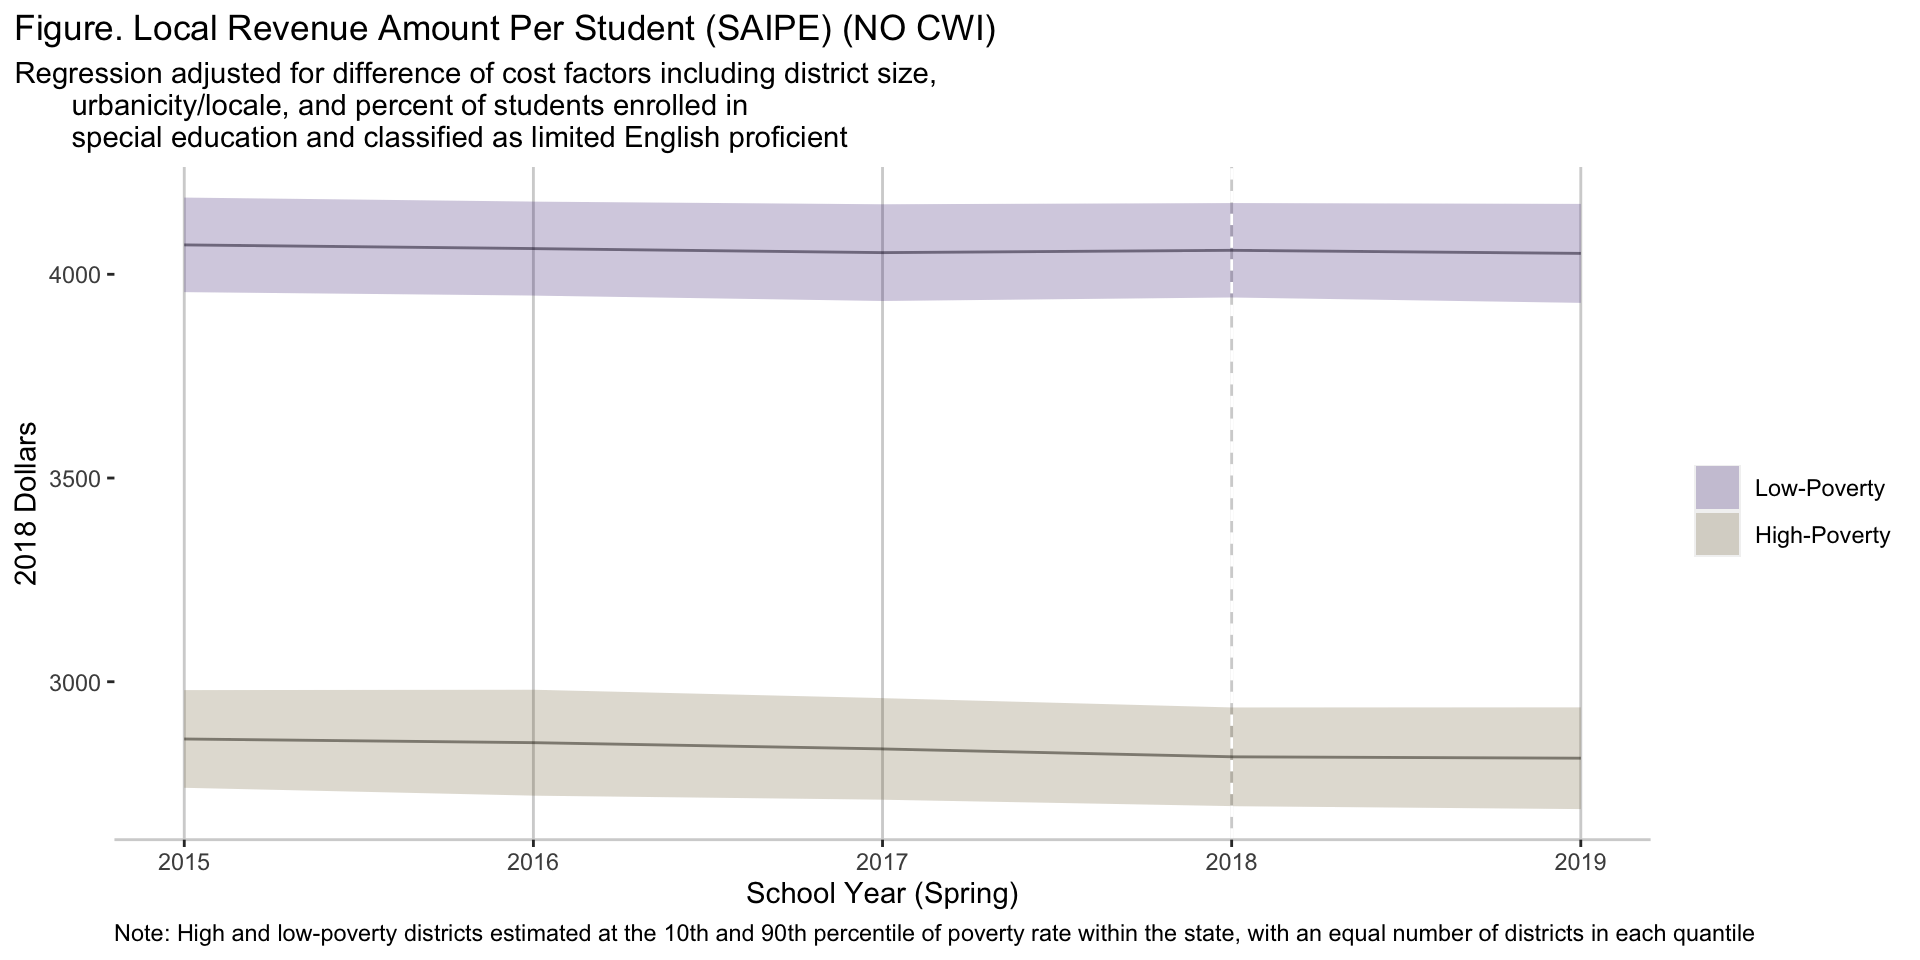 Figure. Local Revenue Amount Per Student (SAIPE) (NO CWI)
Regression adjusted for difference of cost factors including district size,
urbanicity/locale, and percent of students enrolled in
special education and classified as limited English proficient
2018 Dollars
4000
3500
3000
Low-Poverty
High-Poverty
2015 2016 2017 2018 2019
School Year (Spring)
Note: High and low-poverty districts estimated at the 10th and 90th percentile of poverty rate within the state, with an equal number of districts in each quantile